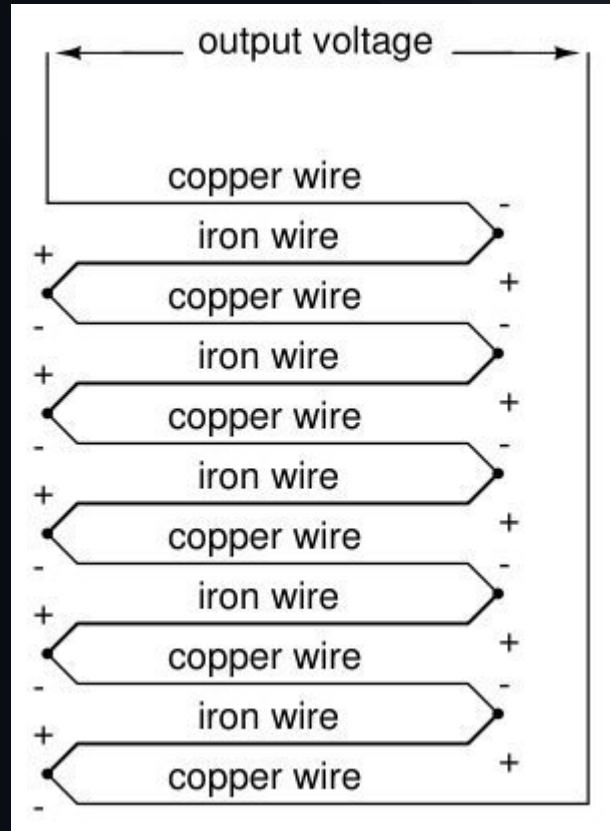 output voltage
copper wire
-
iron wire
+
+
copper wire
-
-
iron wire
+
+
copper wire
-
-
iron wire
+
+
copper wire
-
-
iron wire
+
+
copper wire
-
-
iron wire
+
+
copper wire
-